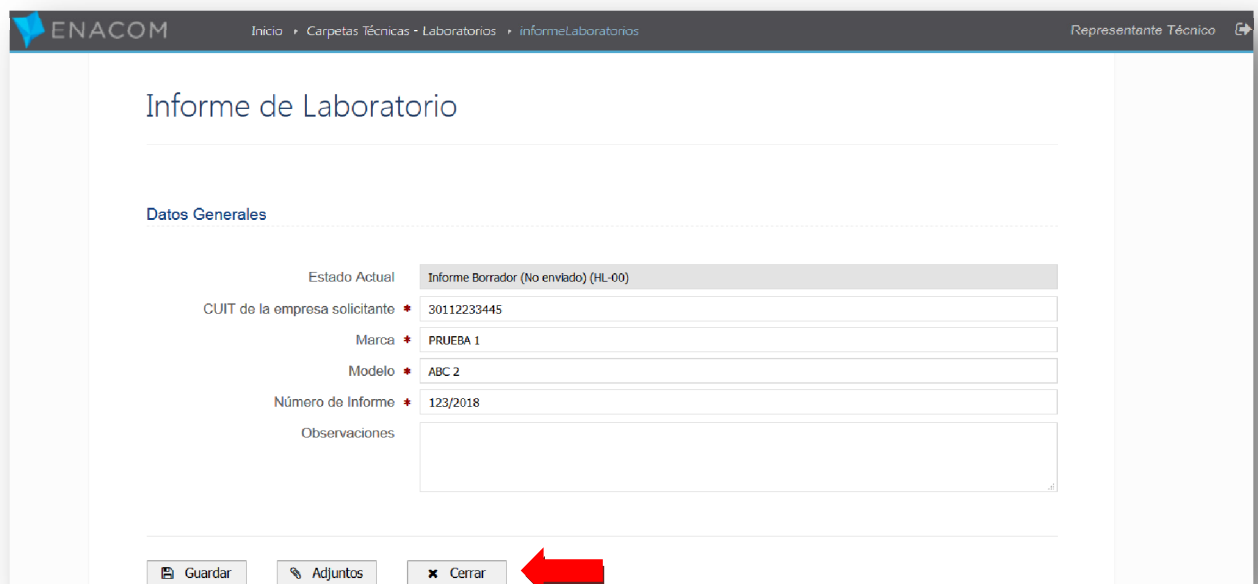 ENACOM Inicio ▸ Carpetas Técnicas - Laboratorios ▸ informeLaboratorios Representante Técnico
Informe de Laboratorio
Datos Generales
Estado Actual Informe Borrador (No enviado) (HL-00)
CUIT de la empresa solicitante * 30112233445
Marca * PRUEBA 1
Modelo * ABC 2
Número de Informe * 123/2018
Observaciones
Guardar Adjuntos Cerrar